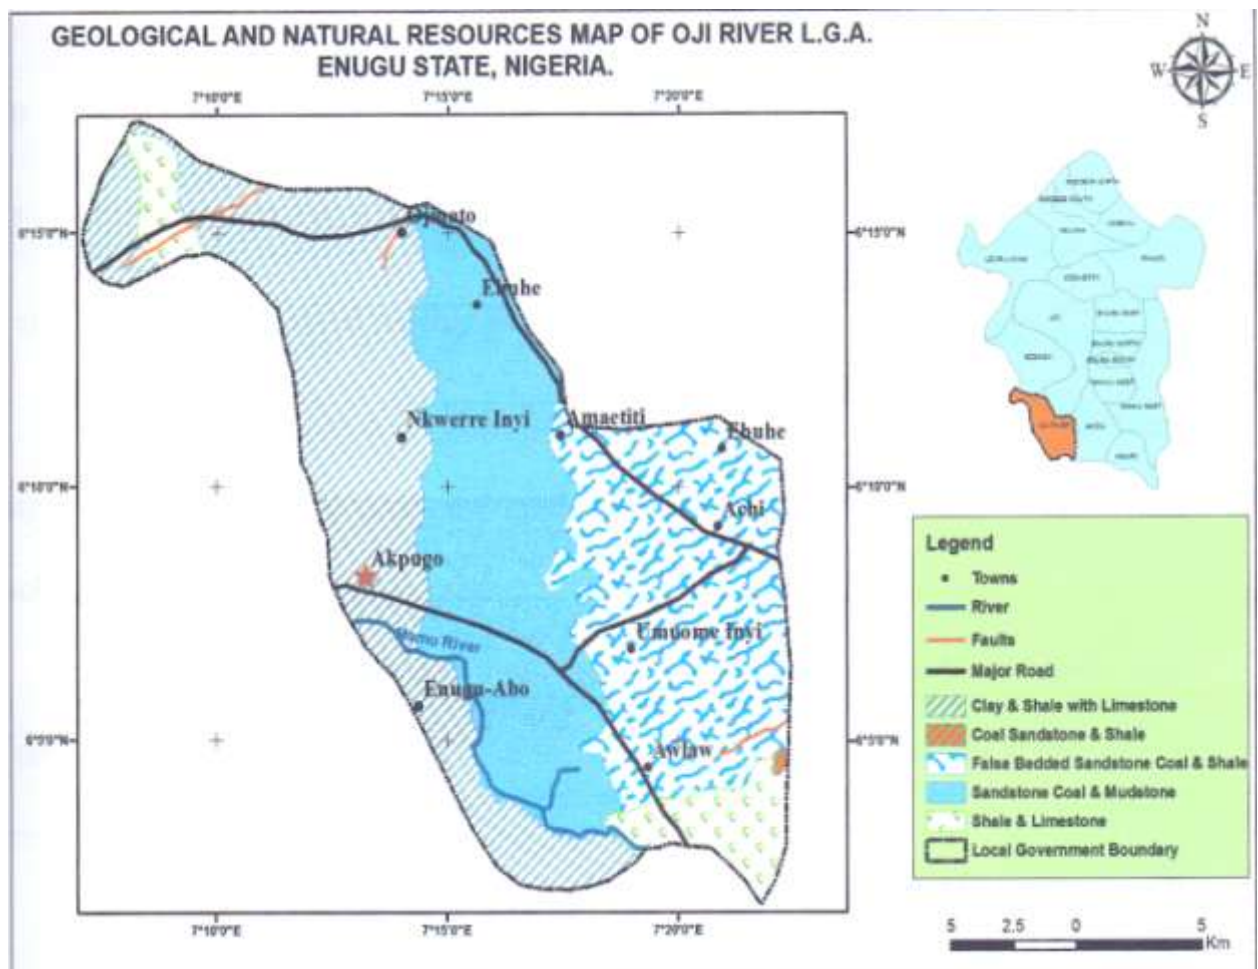 GEOLOGICAL AND NATURAL RESOURCES MAP OF OJI RIVER L.G.A.
ENUGU STATE, NIGERIA.
N
W E
S
7°10'0"E 7°15'0"E 7°20'0"E
6°15'0"N 6°15'0"N
Ebuhe
Nkwerre Inyi
Amaetiti
Ebuhe
6°10'0"N 6°10'0"N
Achi
Akpugo
Mamu River
Umuome Inyi
Enugu-Abo
6°5'0"N 6°5'0"N
Awlaw
7°10'0"E 7°15'0"E 7°20'0"E
Legend
Towns
River
Faults
Major Road
Clay & Shale with Limestone
Coal Sandstone & Shale
False Bedded Sandstone Coal & Shale
Sandstone Coal & Mudstone
Shale & Limestone
Local Government Boundary
5 2.5 0 5
Km